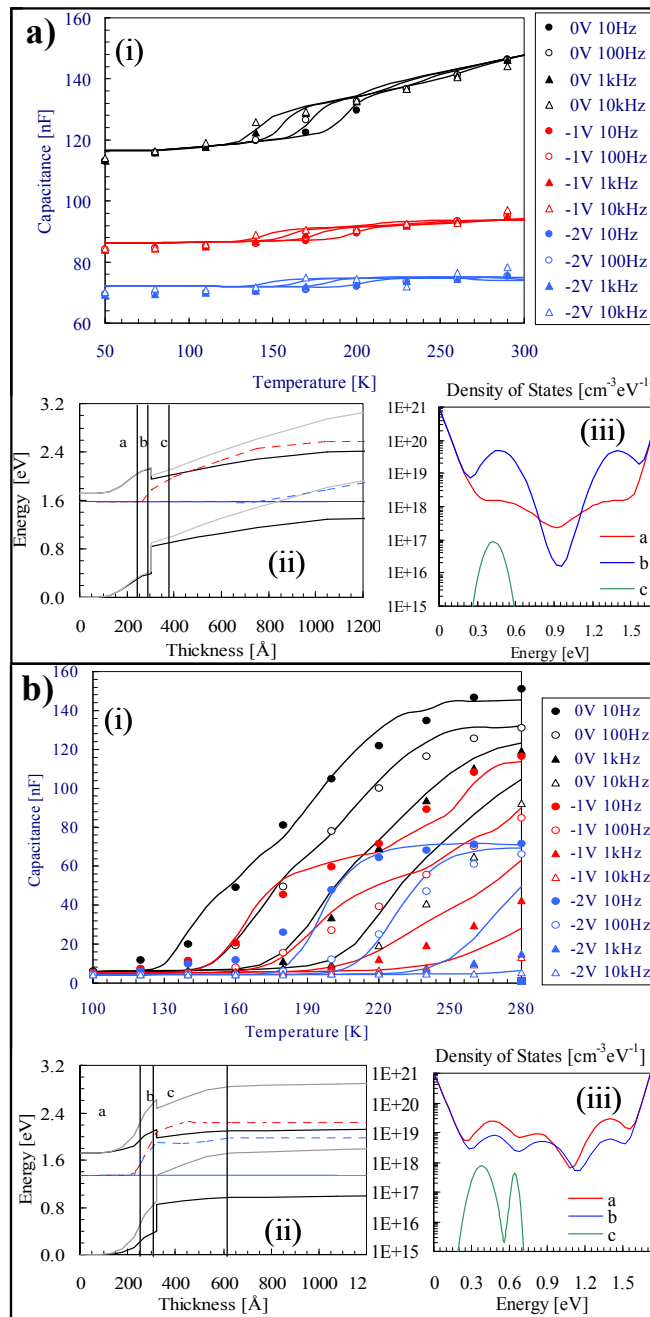 a)
(i)
Capacitance [nF]
160
140
120
100
80
60
50
100
150
200
250
300
Temperature [K]
0V 10Hz
0V 100Hz
0V 1kHz
0V 10kHz
-1V 10Hz
-1V 100Hz
-1V 1kHz
-1V 10kHz
-2V 10Hz
-2V 100Hz
-2V 1kHz
-2V 10kHz
Energy [eV]
3.2
2.4
1.6
0.8
0.0
a b c
(ii)
0 200 400 600 800 1000 1200
Thickness [Å]
Density of States [cm-3eV-1]
1E+21
1E+20
1E+19
1E+18
1E+17
1E+16
1E+15
(iii)
a
b
c
0 0.3 0.6 0.9 1.2 1.5
Energy [eV]
b)
(i)
Capacitance [nF]
160
140
120
100
80
60
40
20
0
100 130 160 190 220 250 280
Temperature [K]
0V 10Hz
0V 100Hz
0V 1kHz
0V 10kHz
-1V 10Hz
-1V 100Hz
-1V 1kHz
-1V 10kHz
-2V 10Hz
-2V 100Hz
-2V 1kHz
-2V 10kHz
Energy [eV]
3.2
2.4
1.6
0.8
0.0
a b c
(ii)
0 200 400 600 800 1000 12
Thickness [Å]
Density of States [cm-3eV-1]
1E+21
1E+20
1E+19
1E+18
1E+17
1E+16
1E+15
(iii)
a
b
c
0 0.3 0.6 0.9 1.2 1.5
Energy [eV]